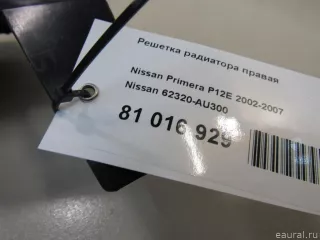 Решетка радиатора правая
Nissan Primera P12E 2002-2007
Nissan 62320-AU300
81 016 929
eaural.ru